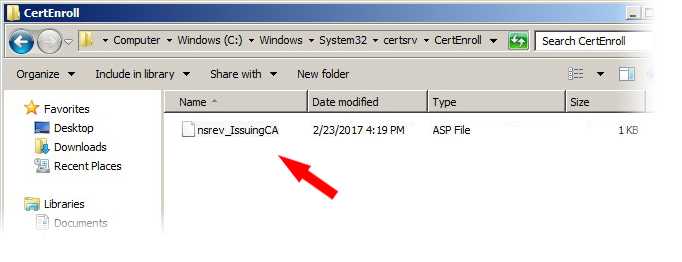 CertEnroll
Computer Windows (C:) Windows System32 certsrv CertEnroll Search CertEnroll
Organize Include in library Share with New folder
Name Date modified Type Size
Favorites
Desktop
Downloads
Recent Places
Libraries
Documents
nsrev_IssuingCA 2/23/2017 4:19 PM ASP File 1 KB